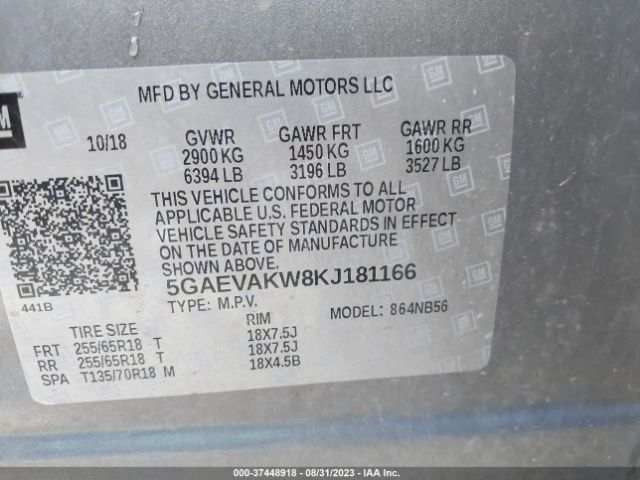 GM
MFD BY GENERAL MOTORS LLC
10/18 GVWR GAWR FRT GAWR RR
2900 KG 1450 KG 1600 KG
6394 LB 3196 LB 3527 LB
THIS VEHICLE CONFORMS TO ALL
APPLICABLE U.S. FEDERAL MOTOR
VEHICLE SAFETY STANDARDS IN EFFECT
ON THE DATE OF MANUFACTURE
SHOWN ABOVE.
5GAEVAKW8KJ181166
441B TYPE: M.P.V. MODEL: 864NB56
TIRE SIZE RIM
FRT 255/65R18 T 18X7.5J
RR 255/65R18 T 18X7.5J
SPA T135/70R18 M 18X4.5B
000-37448918 - 08/31/2023 - IAA Inc.